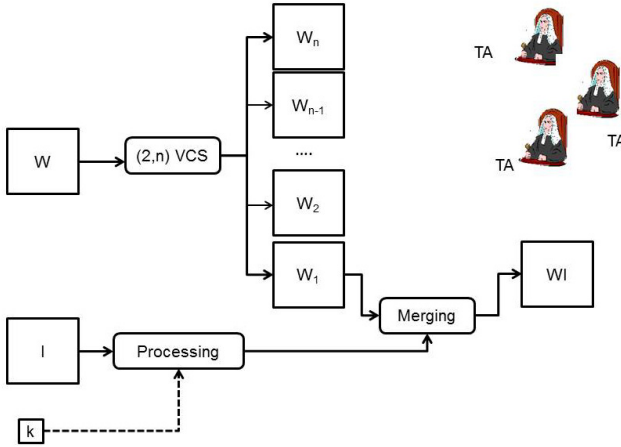 Wn
TA
Wn-1
TA
W
(2,n) VCS
....
TA
W2
W1
WI
Merging
I
Processing
k